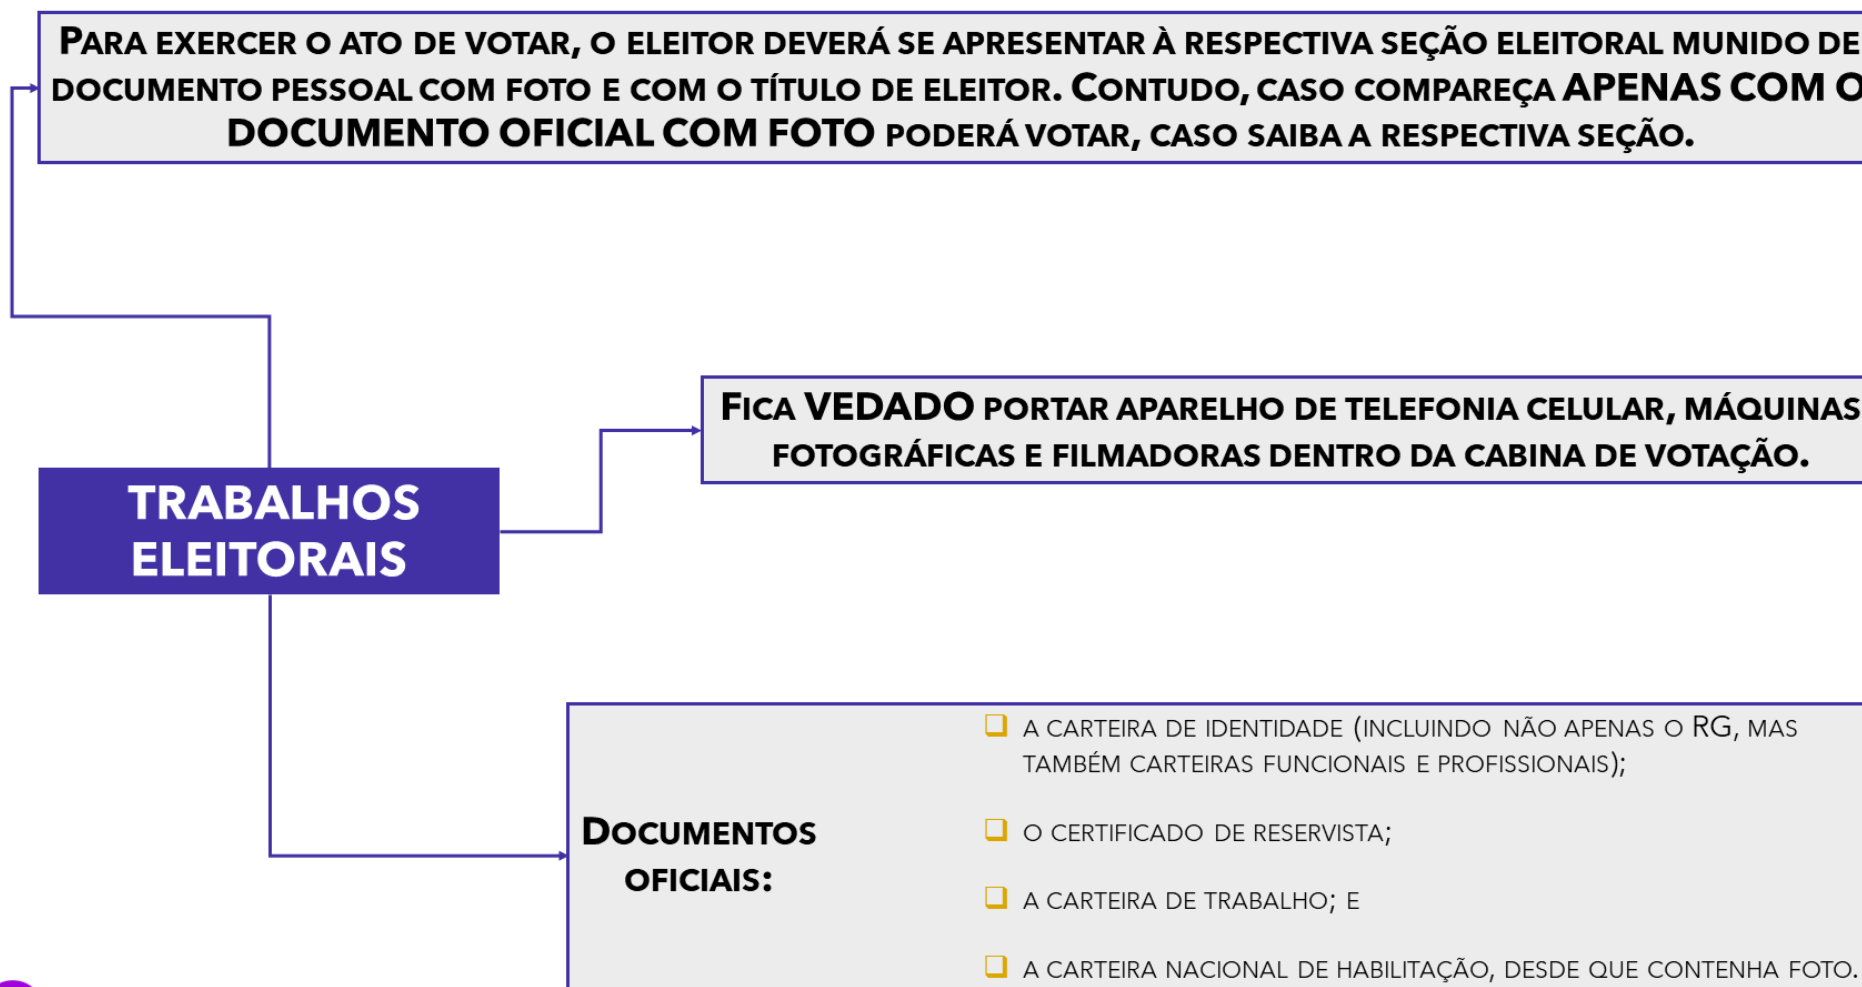 PARA EXERCER O ATO DE VOTAR, O ELEITOR DEVERÁ SE APRESENTAR À RESPECTIVA SEÇÃO ELEITORAL MUNIDO DE
DOCUMENTO PESSOAL COM FOTO E COM O TÍTULO DE ELEITOR. CONTUDO, CASO COMPAREÇA APENAS COM O
DOCUMENTO OFICIAL COM FOTO PODERÁ VOTAR, CASO SAIBA A RESPECTIVA SEÇÃO.
FICA VEDADO PORTAR APARELHO DE TELEFONIA CELULAR, MÁQUINAS
FOTOGRÁFICAS E FILMADORAS DENTRO DA CABINA DE VOTAÇÃO.
TRABALHOS
ELEITORAIS
DOCUMENTOS
OFICIAIS:
A CARTEIRA DE IDENTIDADE (INCLUINDO NÃO APENAS O RG, MAS
TAMBÉM CARTEIRAS FUNCIONAIS E PROFISSIONAIS);
O CERTIFICADO DE RESERVISTA;
A CARTEIRA DE TRABALHO; E
A CARTEIRA NACIONAL DE HABILITAÇÃO, DESDE QUE CONTENHA FOTO.